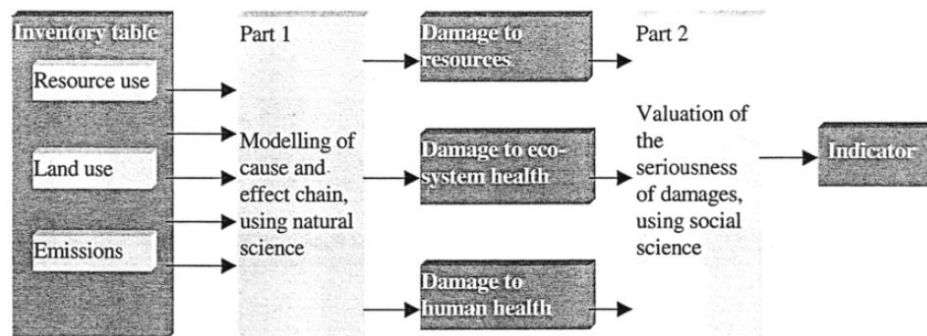 Inventory table
Resource use
Land use
Emissions
Part 1
Modelling of
cause and
effect chain,
using natural
science
Damage to
resources
Damage to eco-
system health
Damage to
human health
Part 2
Valuation of
the
seriousness
of damages,
using social
science
Indicator